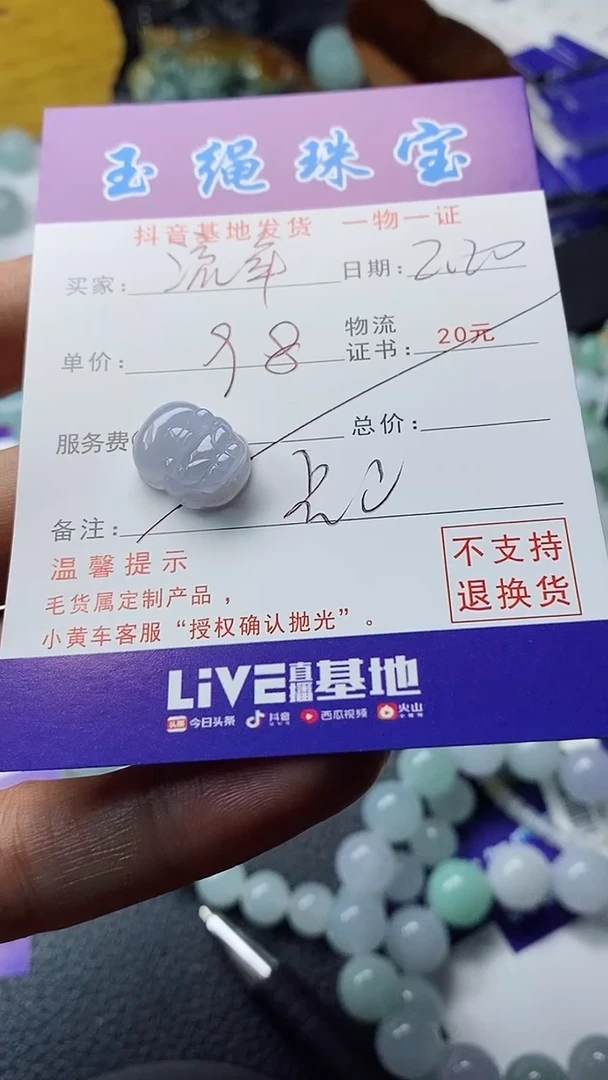 玉绳珠宝
抖音基地发货 一物一证
买家: 流年 日期: 2.20
单价: 98 物流证书: 20元
服务费 总价:
备注:
温馨提示
毛货属定制产品，
小黄车客服“授权确认抛光”。
不支持
退换货
LiVE直播基地
头条 今日头条 抖音 西瓜视频 火山